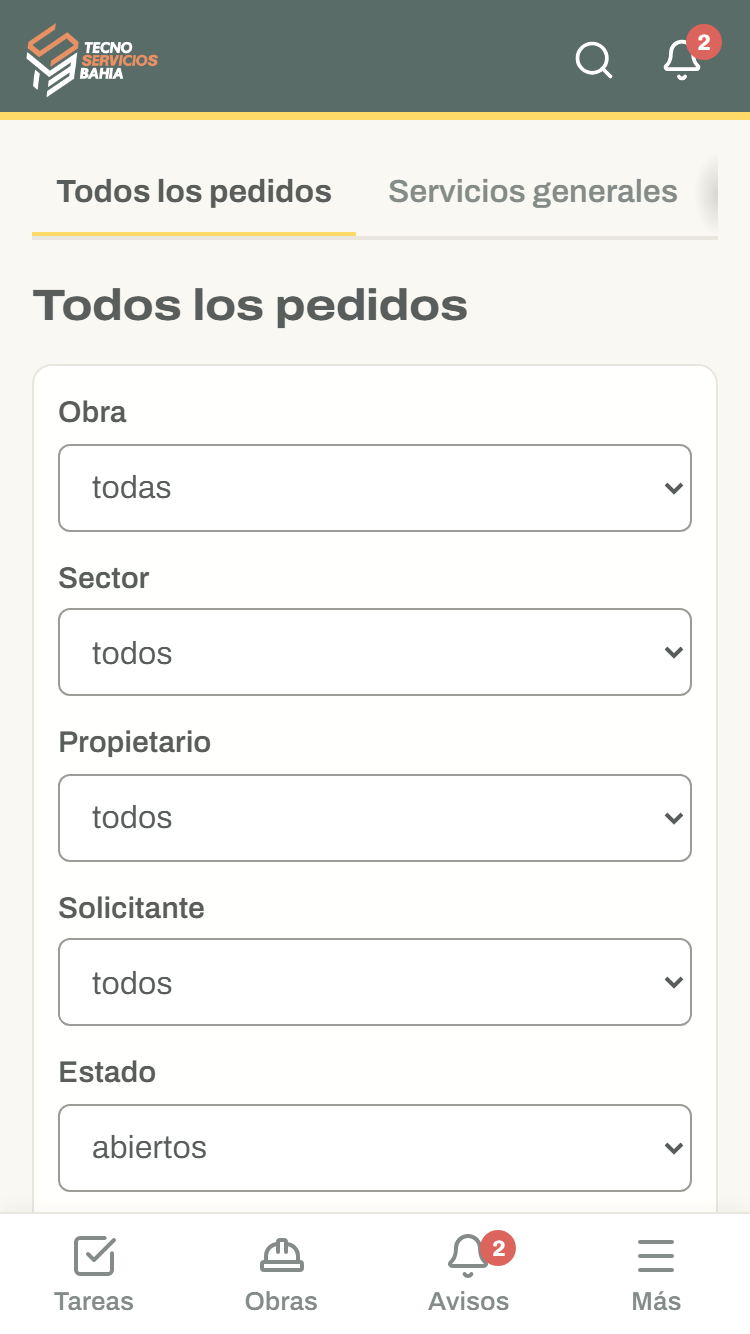 TECNO
SERVICIOS
BAHIA
2
Todos los pedidos
Servicios generales
Todos los pedidos
Obra
todas
Sector
todos
Propietario
todos
Solicitante
todos
Estado
abiertos
2
Tareas
Obras
Avisos
Más